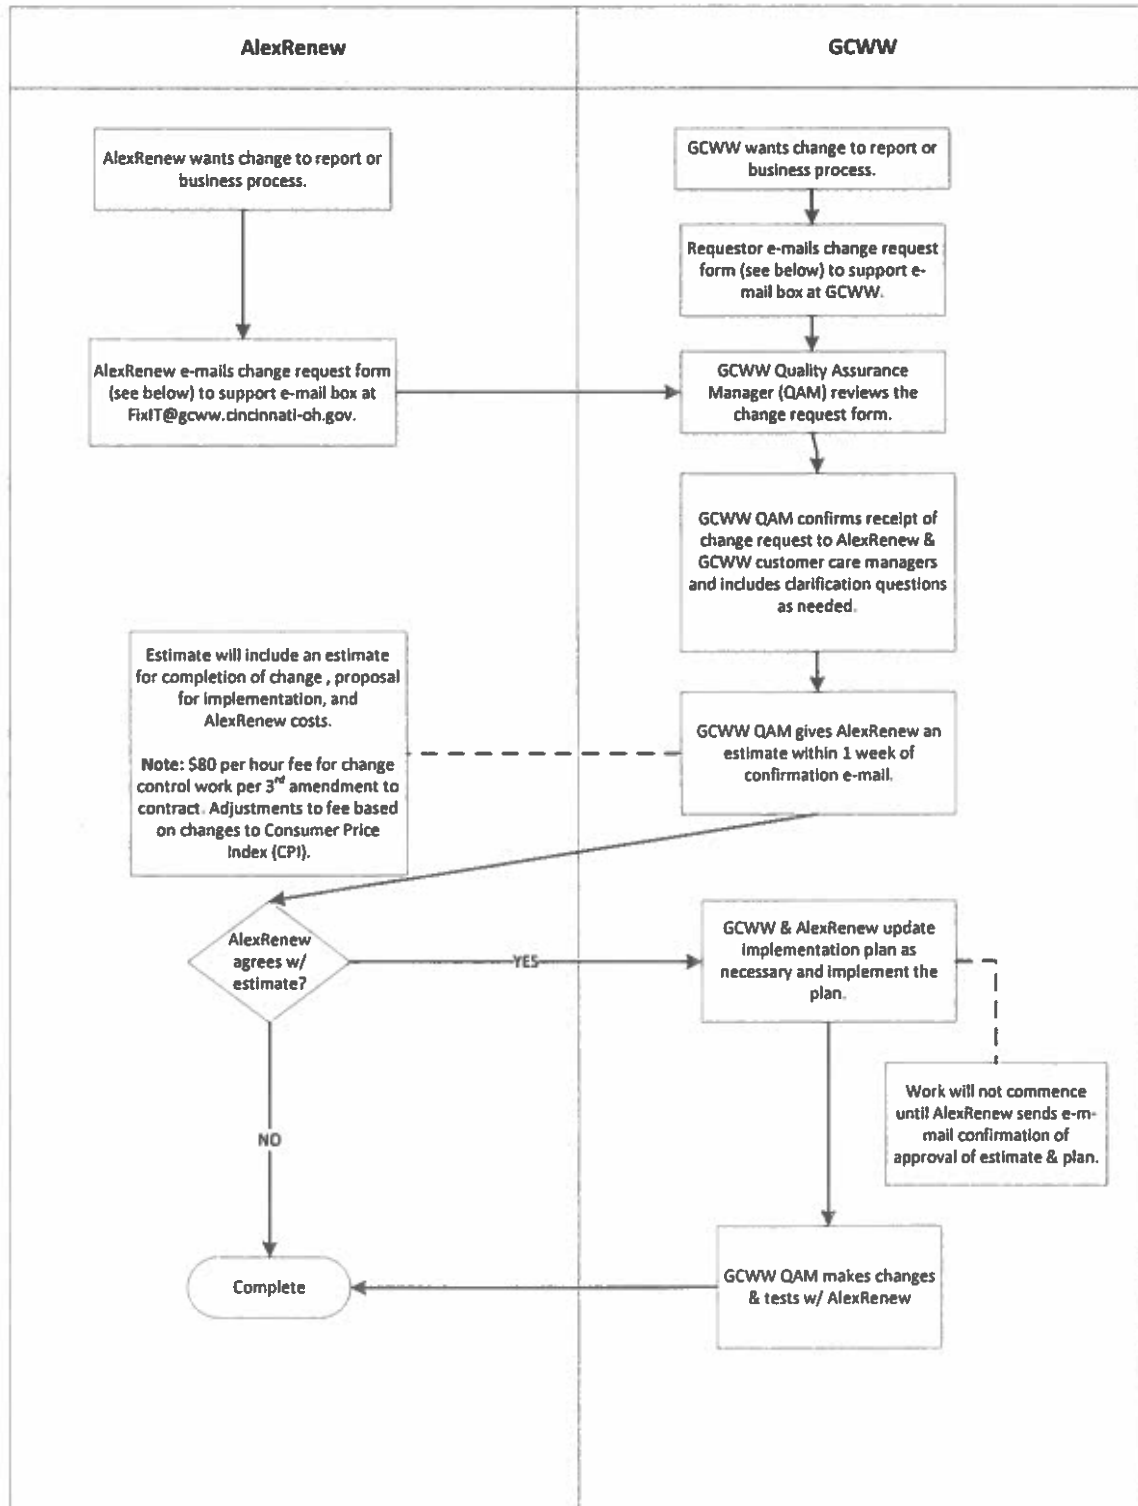 AlexRenew
GCWW
AlexRenew wants change to report or
business process.
GCWW wants change to report or
business process.
Requestor e-mails change request
form (see below) to support e-
mail box at GCWW.
AlexRenew e-mails change request form
(see below) to support e-mail box at
FixIT@gcww.cincinnati-oh.gov.
GCWW Quality Assurance
Manager (QAM) reviews the
change request form.
GCWW QAM confirms receipt of
change request to AlexRenew &
GCWW customer care managers
and includes clarification questions
as needed.
Estimate will include an estimate
for completion of change , proposal
for implementation, and
AlexRenew costs.
Note: $80 per hour fee for change
control work per 3rd amendment to
contract. Adjustments to fee based
on changes to Consumer Price
Index (CPI).
GCWW QAM gives AlexRenew an
estimate within 1 week of
confirmation e-mail.
AlexRenew
agrees w/
estimate?
YES
GCWW & AlexRenew update
implementation plan as
necessary and implement the
plan.
Work will not commence
until AlexRenew sends e-m-
mail confirmation of
approval of estimate & plan.
NO
Complete
GCWW QAM makes changes
& tests w/ AlexRenew